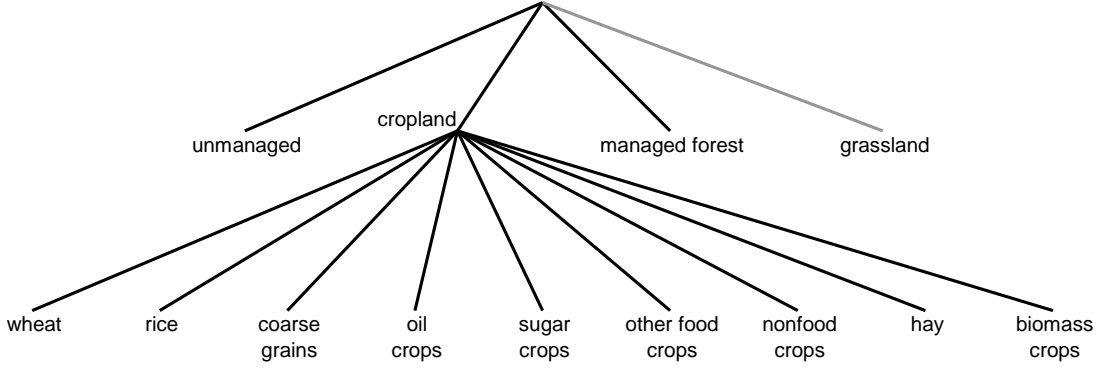 cropland
unmanaged
managed forest
grassland
wheat
rice
coarse
grains
oil
crops
sugar
crops
other food
crops
nonfood
crops
hay
biomass
crops